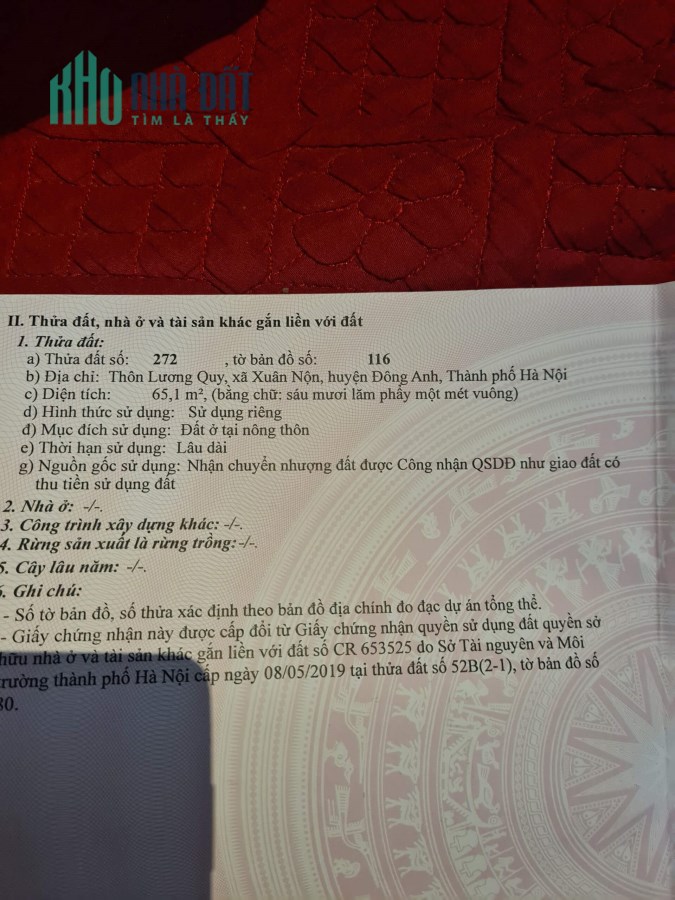 KHO NHÀ ĐẤT
TÌM LÀ THẤY
II. Thửa đất, nhà ở và tài sản khác gắn liền với đất
1. Thửa đất:
a) Thửa đất số: 272 , tờ bản đồ số: 116
b) Địa chỉ: Thôn Lương Quy, xã Xuân Nộn, huyện Đông Anh, Thành phố Hà Nội
c) Diện tích: 65,1 m², (bằng chữ: sáu mươi lăm phẩy một mét vuông)
d) Hình thức sử dụng: Sử dụng riêng
đ) Mục đích sử dụng: Đất ở tại nông thôn
e) Thời hạn sử dụng: Lâu dài
g) Nguồn gốc sử dụng: Nhận chuyển nhượng đất được Công nhận QSDĐ như giao đất có
thu tiền sử dụng đất
2. Nhà ở: -/-.
3. Công trình xây dựng khác: -/-.
4. Rừng sản xuất là rừng trồng: -/-.
5. Cây lâu năm: -/-.
6. Ghi chú:
- Số tờ bản đồ, số thửa xác định theo bản đồ địa chính đo đạc dự án tổng thể.
- Giấy chứng nhận này được cấp đổi từ Giấy chứng nhận quyền sử dụng đất quyền sở
hữu nhà ở và tài sản khác gắn liền với đất số CR 653525 do Sở Tài nguyên và Môi
trường thành phố Hà Nội cấp ngày 08/05/2019 tại thửa đất số 52B(2-1), tờ bản đồ số
30.